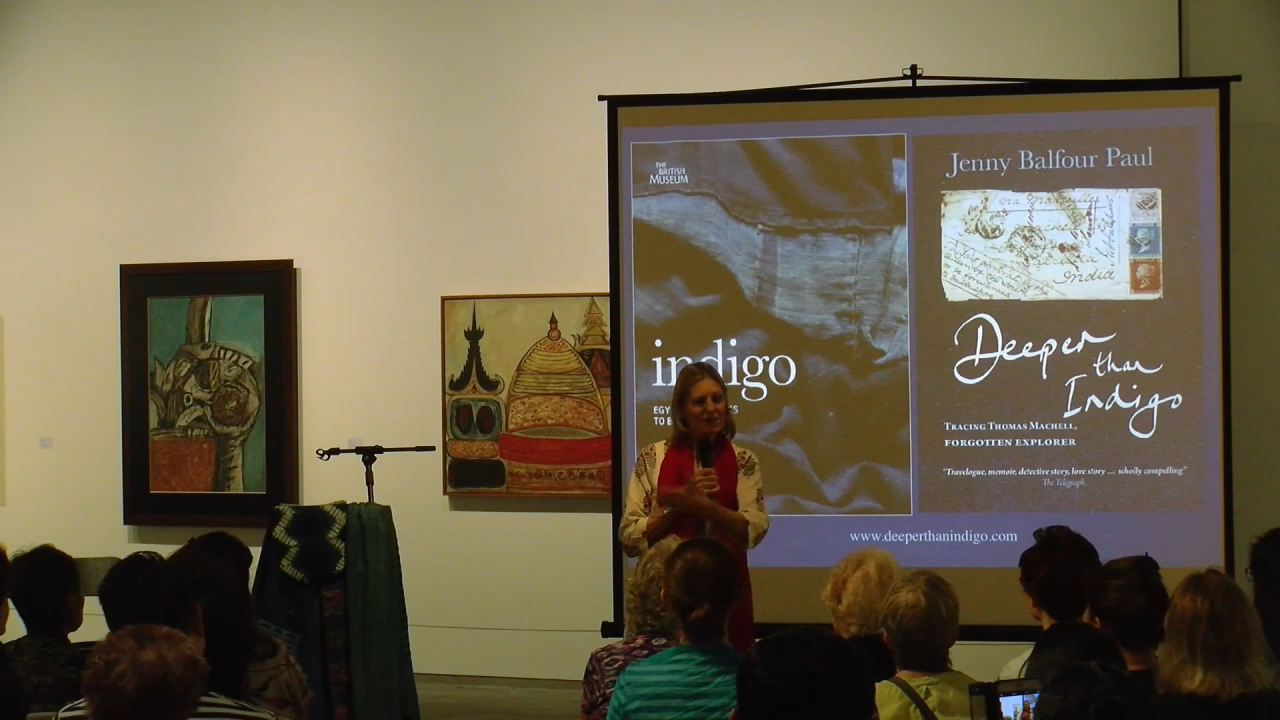 THE
BRITISH
MUSEUM
indigo
Jenny Balfour Paul
India
Deeper
than
Indigo
TRACING THOMAS MACHELL,
FORGOTTEN EXPLORER
"Travelogue, memoir, detective story, love story ... wholly compelling"
The Telegraph
www.deeperthanindigo.com